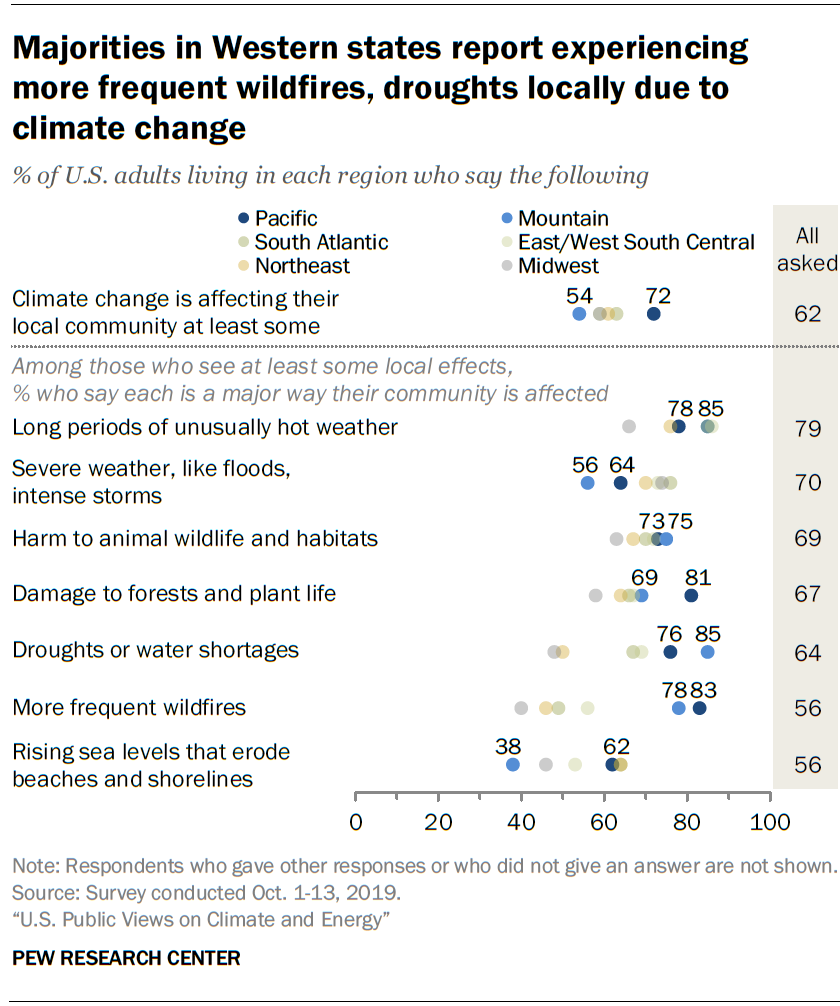 Majorities in Western states report experiencing
more frequent wildfires, droughts locally due to
climate change
% of U.S. adults living in each region who say the following
Pacific
Mountain
South Atlantic
East/West South Central
Northeast
Midwest
All
asked
Climate change is affecting their
local community at least some
54
72
62
Among those who see at least some local effects,
% who say each is a major way their community is affected
Long periods of unusually hot weather
78
85
79
Severe weather, like floods,
intense storms
56
64
70
Harm to animal wildlife and habitats
73
75
69
Damage to forests and plant life
69
81
67
Droughts or water shortages
76
85
64
More frequent wildfires
78
83
56
Rising sea levels that erode
beaches and shorelines
38
62
56
0
20
40
60
80
100
Note: Respondents who gave other responses or who did not give an answer are not shown.
Source: Survey conducted Oct. 1-13, 2019.
“U.S. Public Views on Climate and Energy”
PEW RESEARCH CENTER